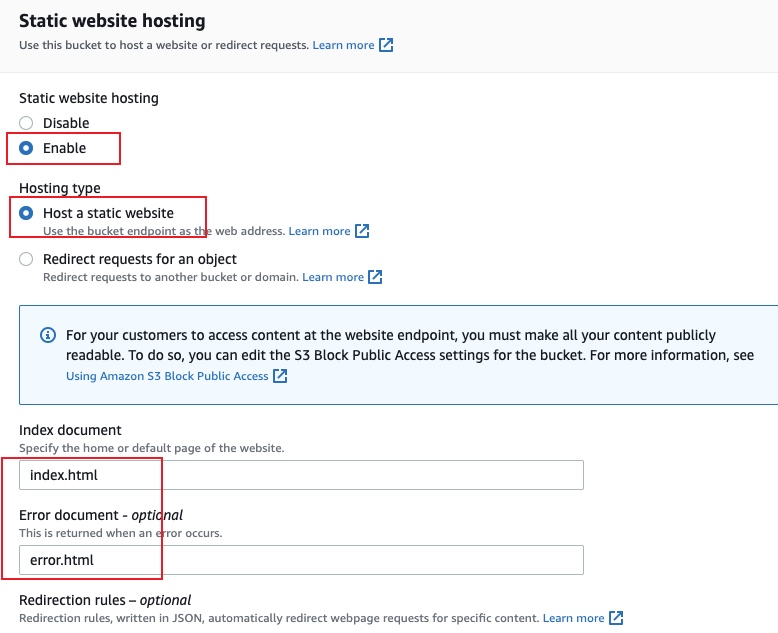 Static website hosting
Use this bucket to host a website or redirect requests. Learn more
Static website hosting
Disable
Enable
Hosting type
Host a static website
Use the bucket endpoint as the web address. Learn more
Redirect requests for an object
Redirect requests to another bucket or domain. Learn more
For your customers to access content at the website endpoint, you must make all your content publicly
readable. To do so, you can edit the S3 Block Public Access settings for the bucket. For more information, see
Using Amazon S3 Block Public Access
Index document
Specify the home or default page of the website.
index.html
Error document - optional
This is returned when an error occurs.
error.html
Redirection rules – optional
Redirection rules, written in JSON, automatically redirect webpage requests for specific content. Learn more